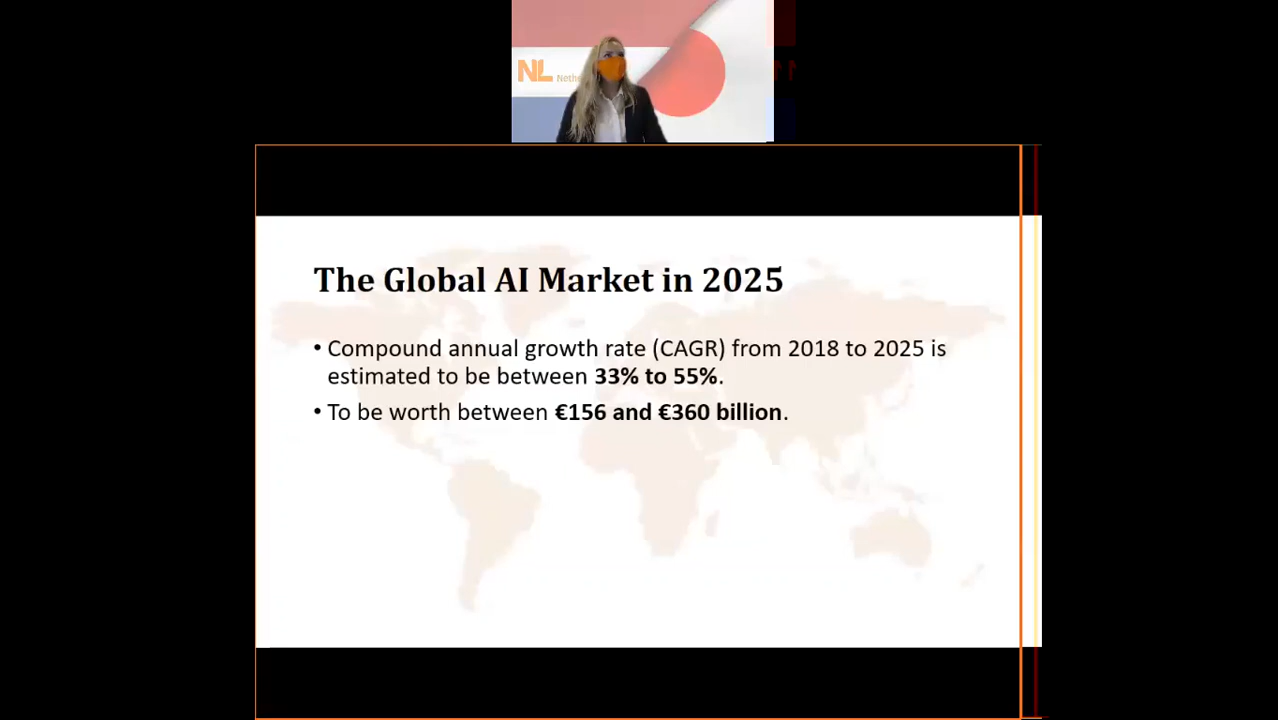 NL Nethe
The Global AI Market in 2025
• Compound annual growth rate (CAGR) from 2018 to 2025 is
estimated to be between 33% to 55%.
• To be worth between €156 and €360 billion.